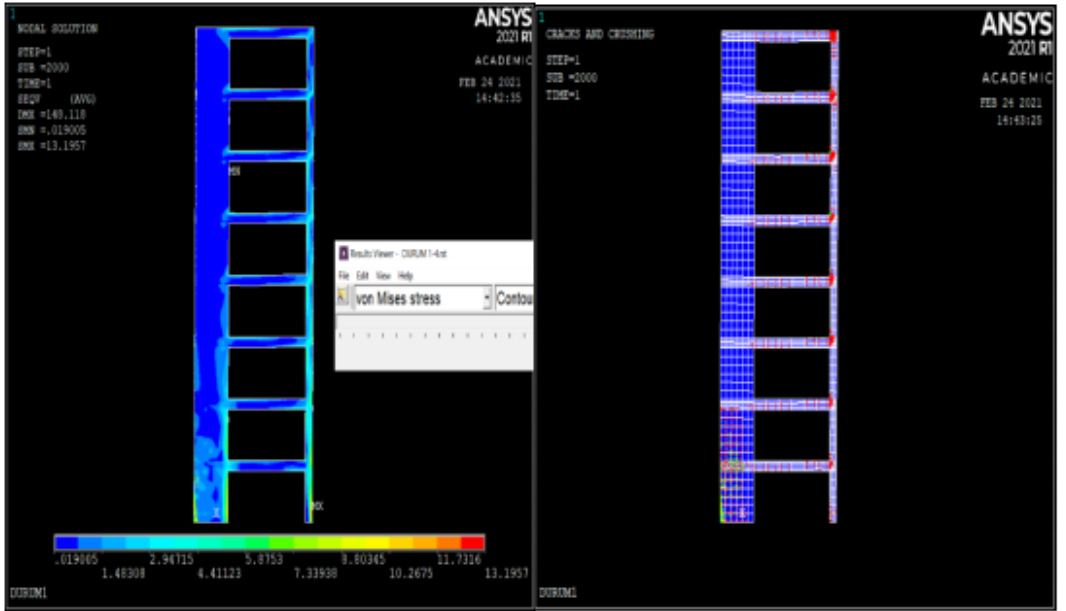 1
NODAL SOLUTION
STEP=1
SUB =2000
TIME=1
SEQV (AVG)
DMX =148.118
SMN =.019005
SMX =13.1957
ANSYS
2021 R1
ACADEMIC
FEB 24 2021
14:42:35
MN
MX
X
Results Viewer - DURUM 1-4.rst
File Edit View Help
von Mises stress
Contou
.019005 2.94715 5.8753 8.80345 11.7316
1.48308 4.41123 7.33938 10.2675 13.1957
DURUM1
1
CRACKS AND CRUSHING
STEP=1
SUB =2000
TIME=1
ANSYS
2021 R1
ACADEMIC
FEB 24 2021
14:43:25
DURUM1